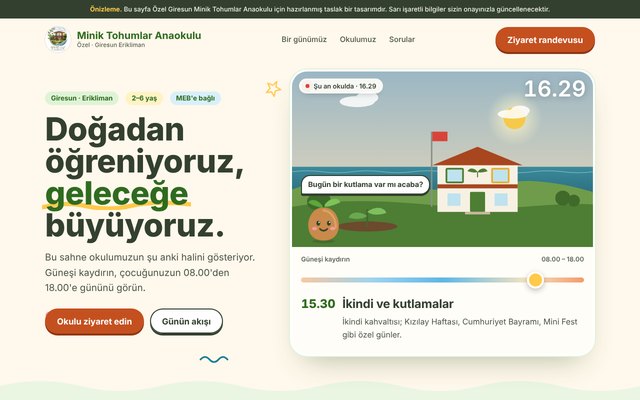 Önizleme. Bu sayfa Özel Giresun Minik Tohumlar Anaokulu için hazırlanmış taslak bir tasarımdır. Sarı işaretli bilgiler sizin onayınızla güncellenecektir.
Minik Tohumlar Anaokulu
Özel · Giresun Erikliman
Bir günümüz
Okulumuz
Sorular
Ziyaret randevusu
Giresun · Erikliman
2–6 yaş
MEB'e bağlı
Doğadan
öğreniyoruz,
geleceğe
büyüyoruz.
Bu sahne okulumuzun şu anki halini gösteriyor.
Güneşi kaydırın, çocuğunuzun 08.00'den
18.00'e gününü görün.
Okulu ziyaret edin
Günün akışı
Şu an okulda · 16.29
16.29
Bugün bir kutlama var mı acaba?
Güneşi kaydırın
08.00 – 18.00
15.30 İkindi ve kutlamalar
İkindi kahvaltısı; Kızılay Haftası, Cumhuriyet Bayramı, Mini Fest
gibi özel günler.